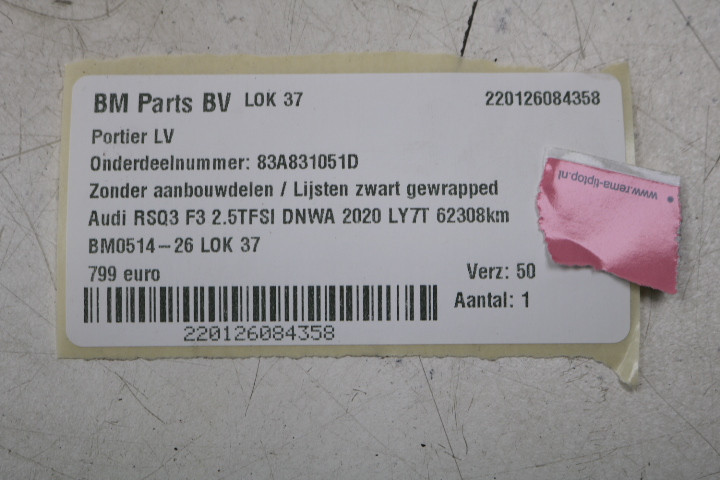 BM Parts BV LOK 37 220126084358
Portier LV
Onderdeelnummer: 83A831051D
Zonder aanbouwdelen / Lijsten zwart gewrapped
Audi RSQ3 F3 2.5TFSI DNWA 2020 LY7T 62308km
BM0514-26 LOK 37
799 euro Verz: 50
Aantal: 1
220126084358
www.rema-tiptop.nl